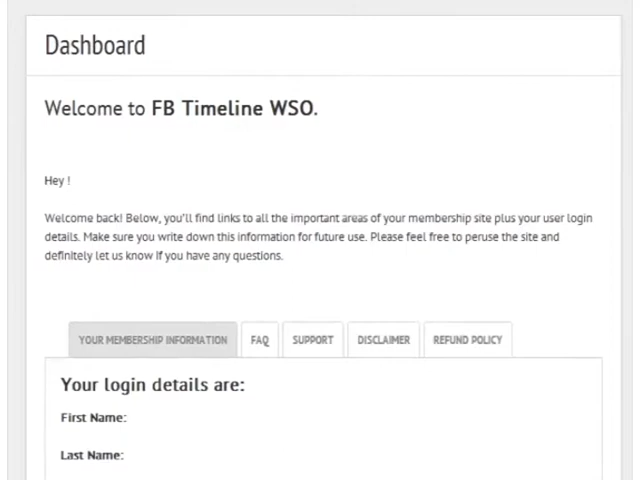 Dashboard
Welcome to FB Timeline WSO.
Hey !
Welcome back! Below, you'll find links to all the important areas of your membership site plus your user login
details. Make sure you write down this information for future use. Please feel free to peruse the site and
definitely let us know if you have any questions.
YOUR MEMBERSHIP INFORMATION FAQ SUPPORT DISCLAIMER REFUND POLICY
Your login details are:
First Name:
Last Name: